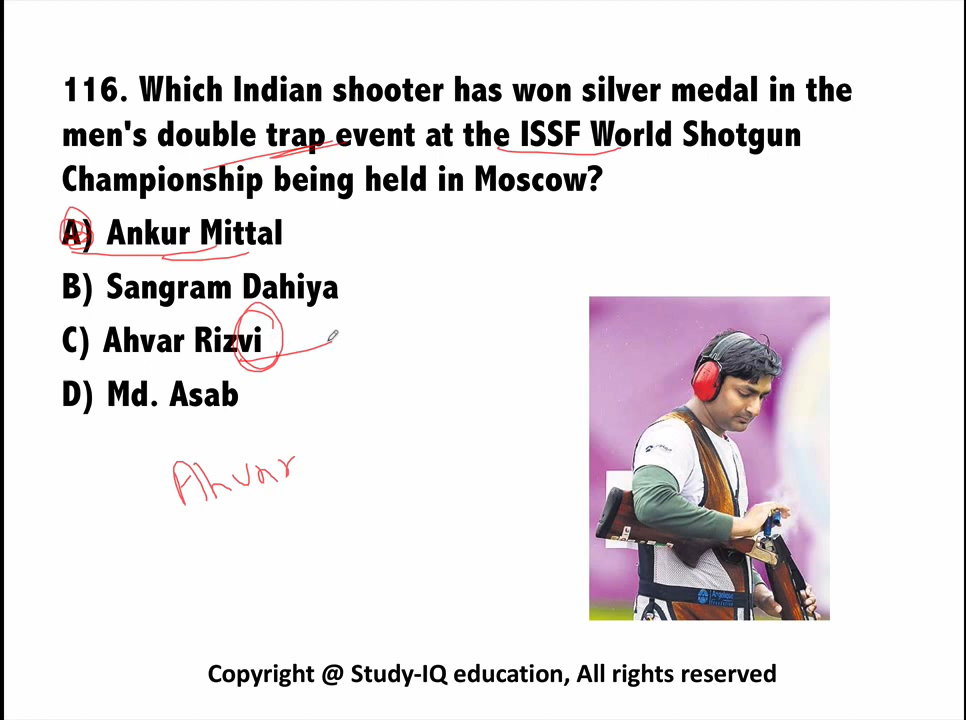 116. Which Indian shooter has won silver medal in the
men's double trap event at the ISSF World Shotgun
Championship being held in Moscow?
A) Ankur Mittal
B) Sangram Dahiya
C) Ahvar Rizvi
D) Md. Asab
Ahvar
Copyright @ Study-IQ education, All rights reserved